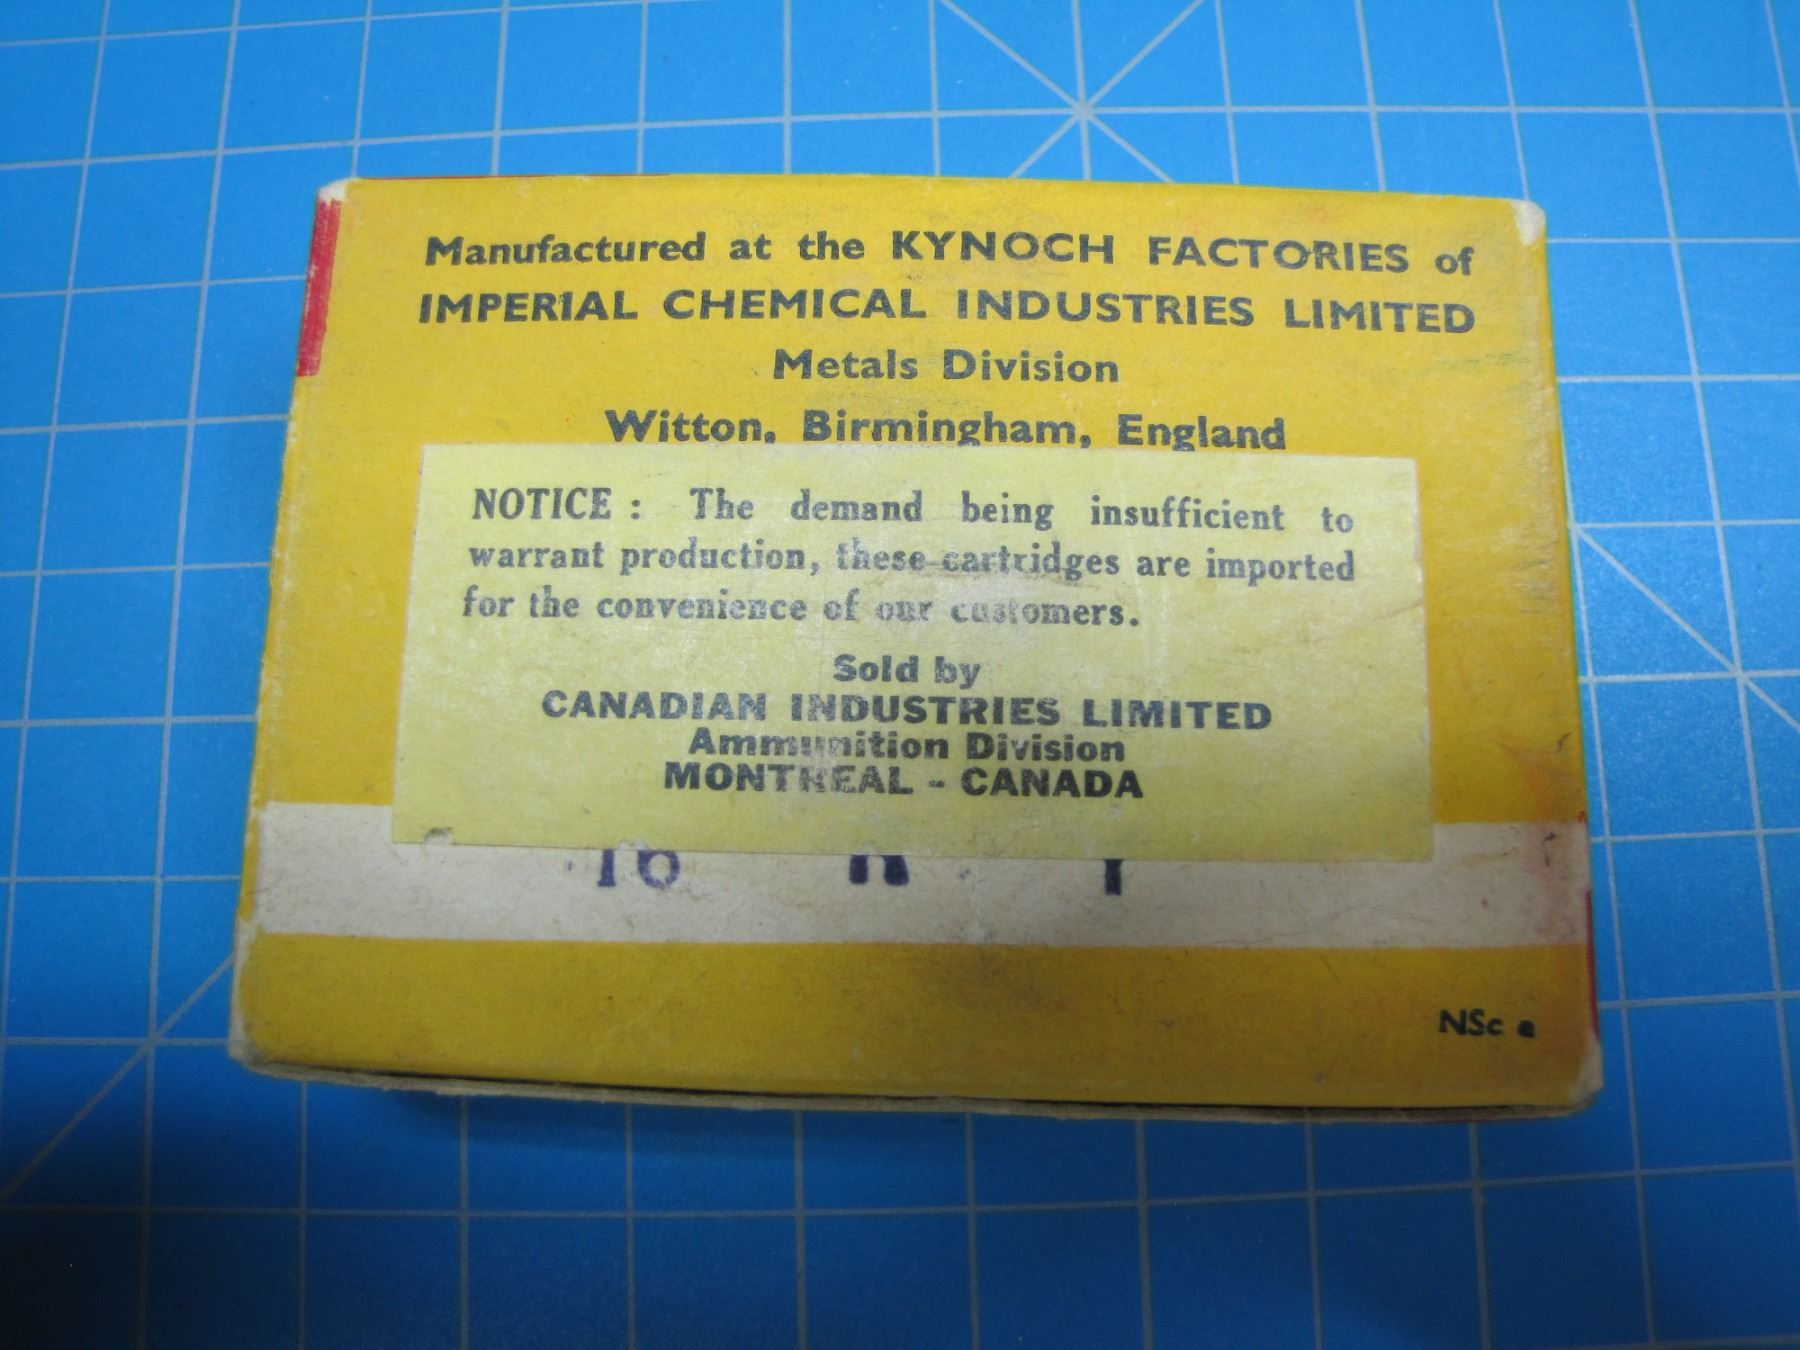 Manufactured at the KYNOCH FACTORIES of
IMPERIAL CHEMICAL INDUSTRIES LIMITED
Metals Division
Witton, Birmingham, England
NOTICE : The demand being insufficient to
warrant production, these cartridges are imported
for the convenience of our customers.
Sold by
CANADIAN INDUSTRIES LIMITED
Ammunition Division
MONTREAL - CANADA
16
NSc e